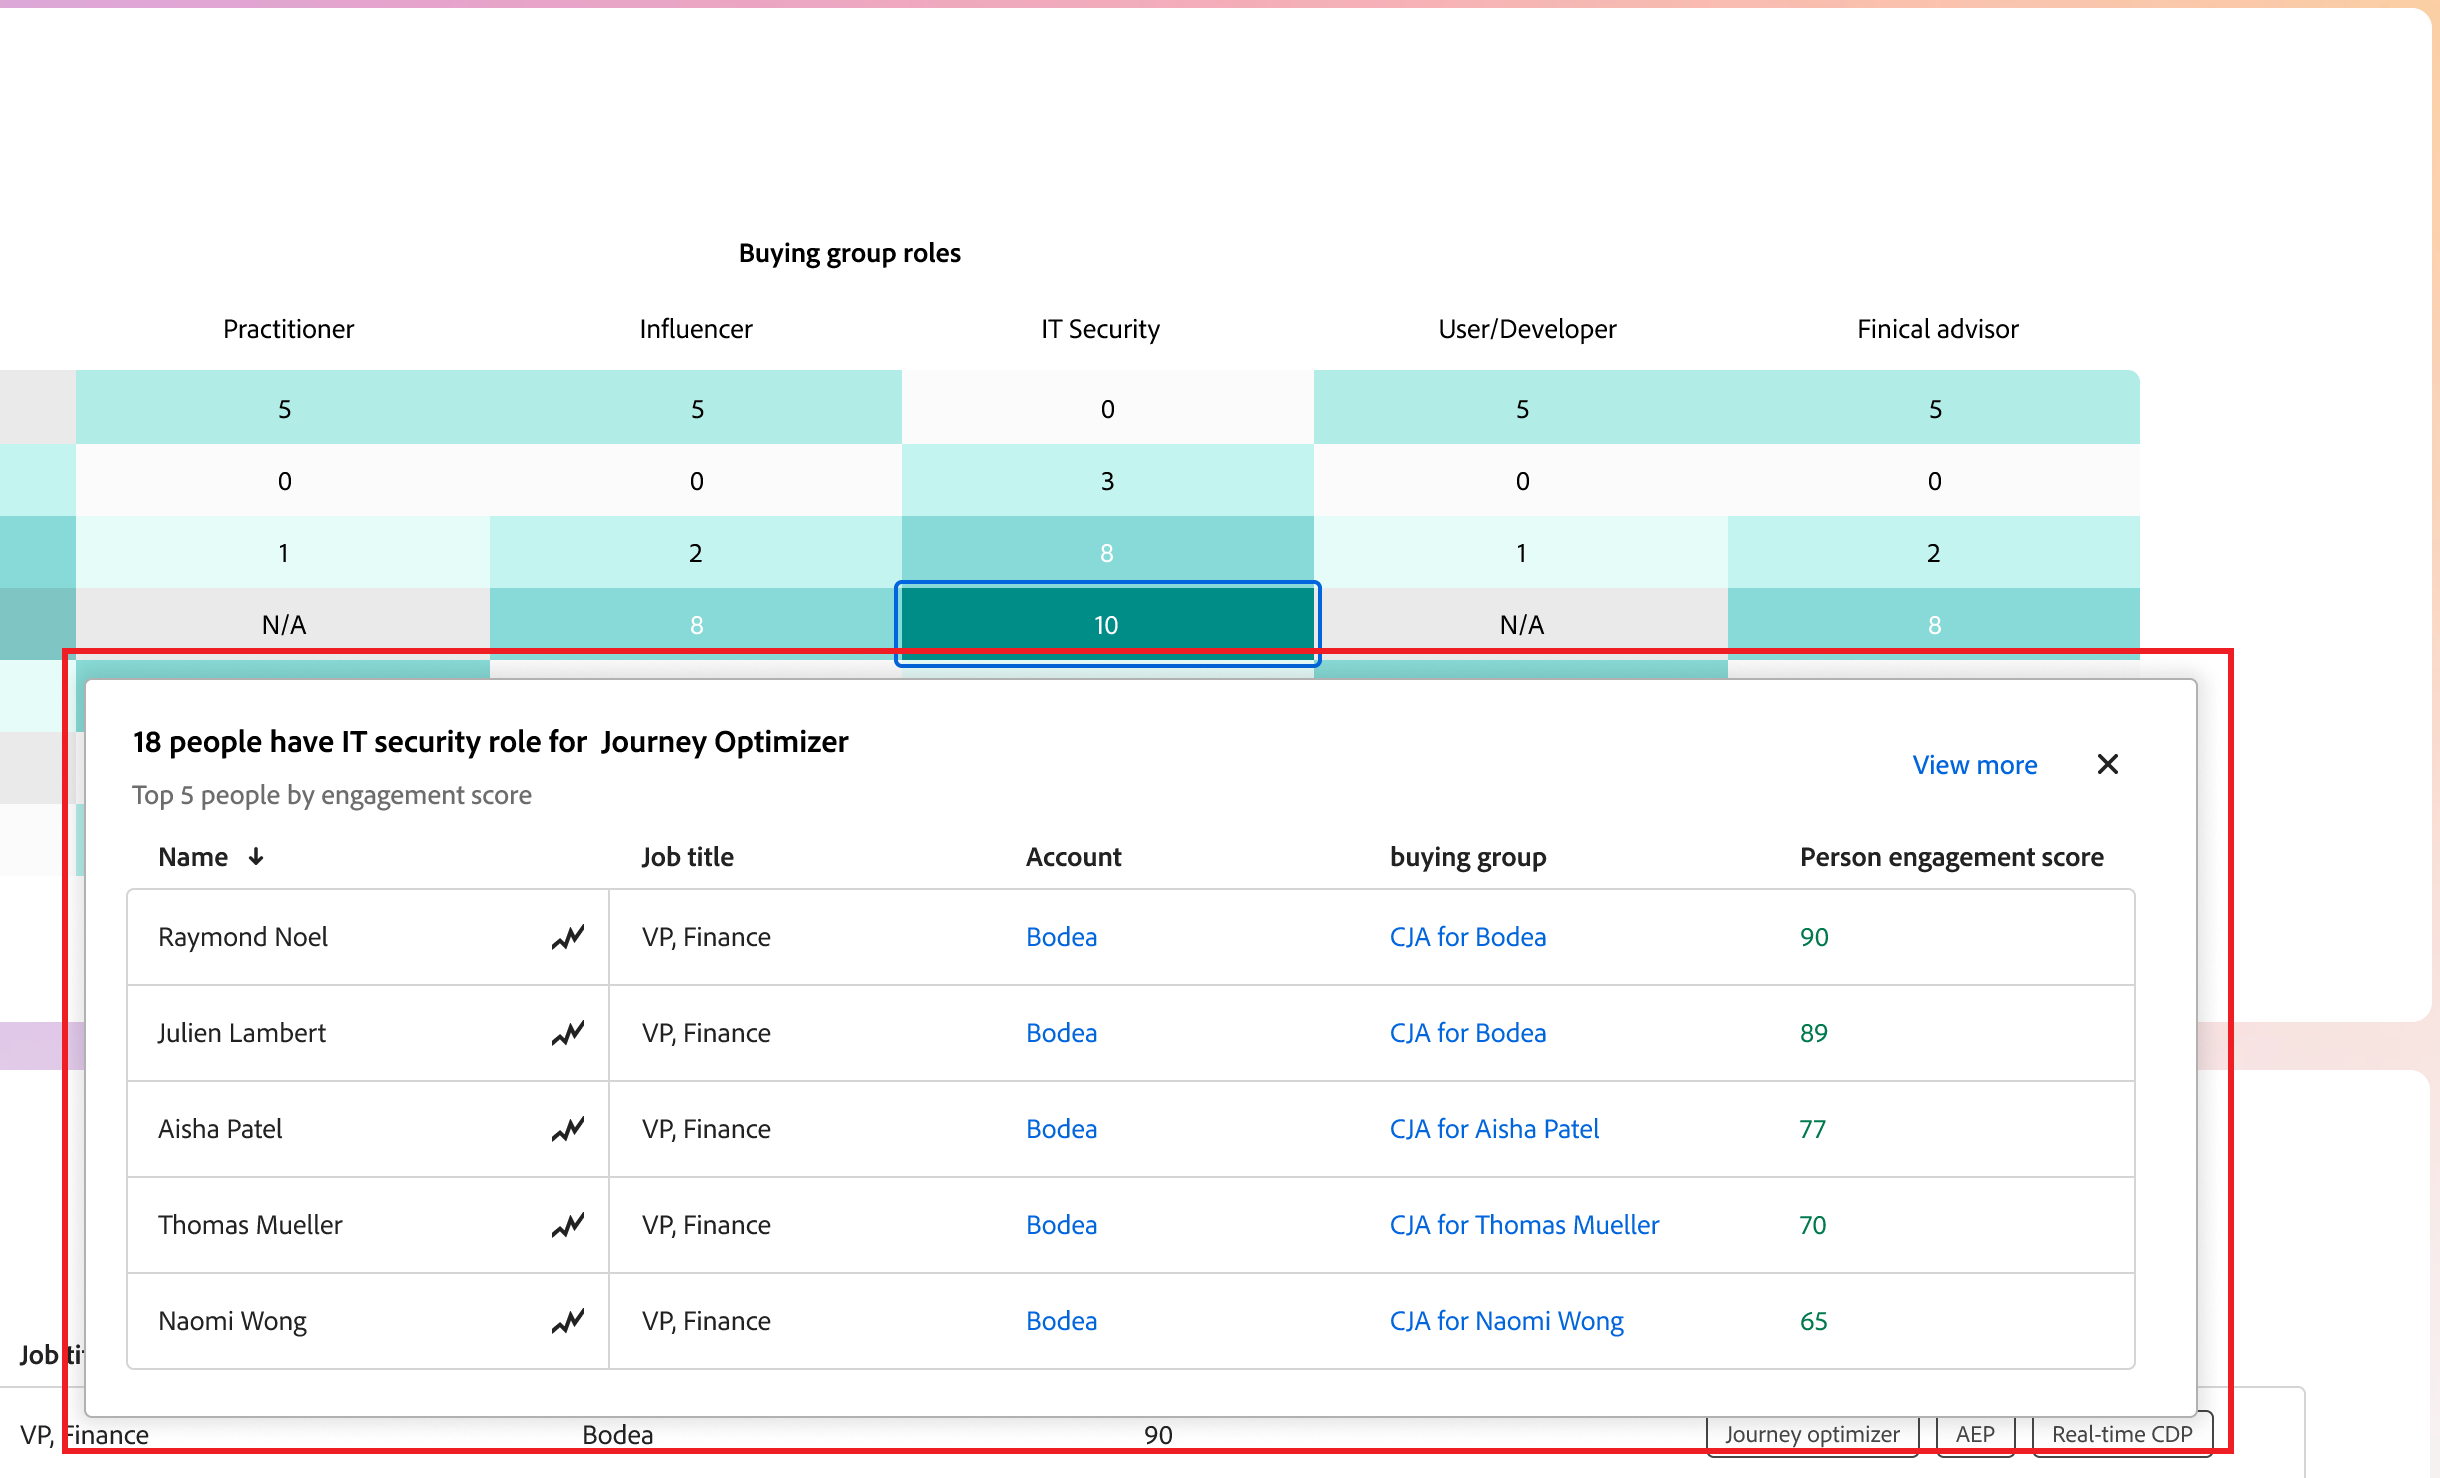 Buying group roles
Practitioner Influencer IT Security User/Developer Finical advisor
5 5 0 5 5
0 0 3 0 0
1 2 8 1 2
N/A 8 10 N/A 8
18 people have IT security role for Journey Optimizer
View more
Top 5 people by engagement score
Name Job title Account buying group Person engagement score
Raymond Noel VP, Finance Bodea CJA for Bodea 90
Julien Lambert VP, Finance Bodea CJA for Bodea 89
Aisha Patel VP, Finance Bodea CJA for Aisha Patel 77
Thomas Mueller VP, Finance Bodea CJA for Thomas Mueller 70
Naomi Wong VP, Finance Bodea CJA for Naomi Wong 65
Job
VP, Finance Bodea 90 Journey optimizer AEP Real-time CDP